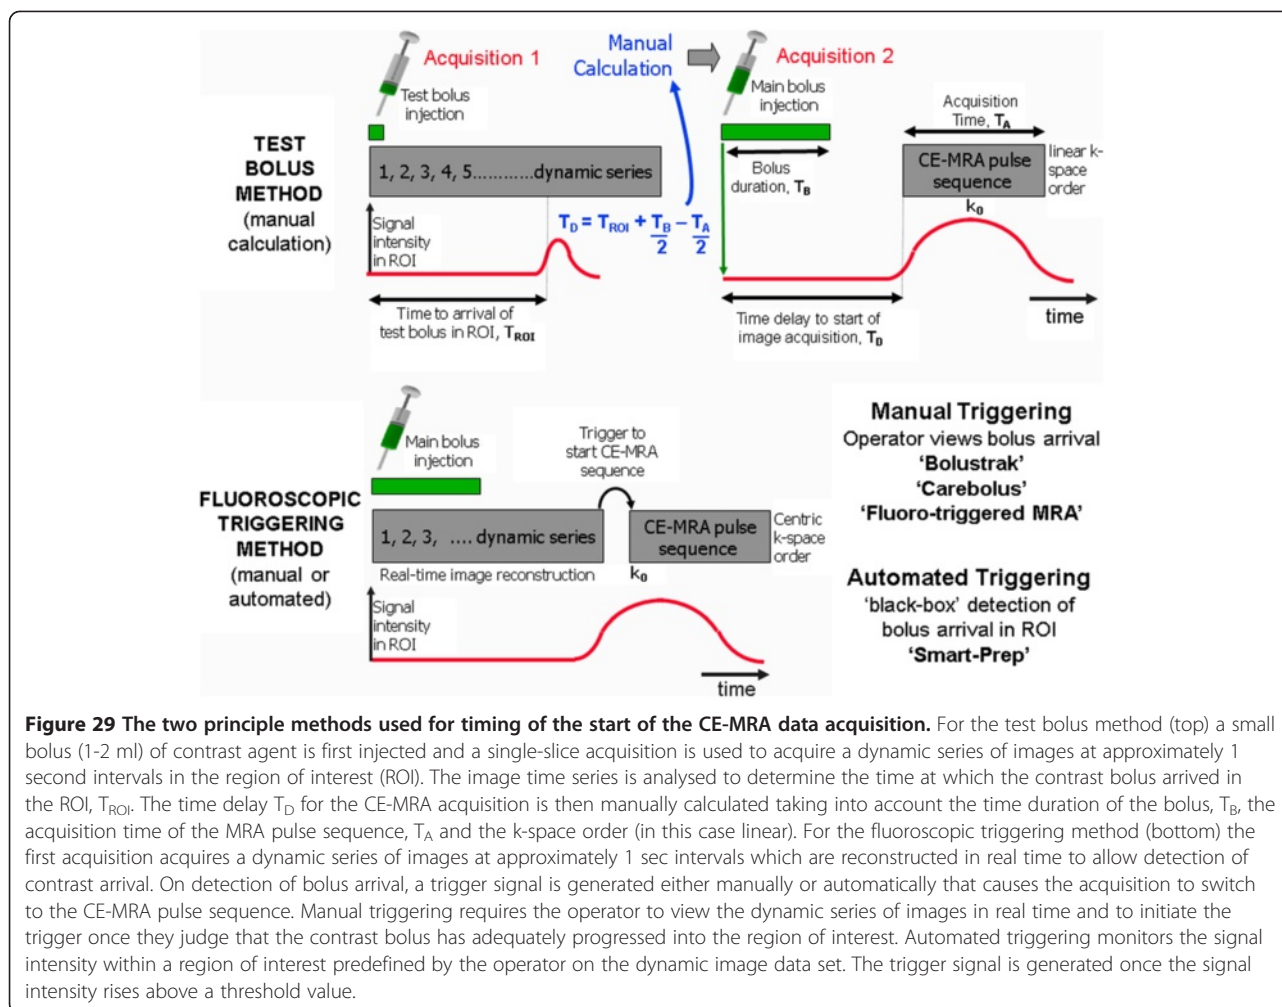 Acquisition 1
Manual
Calculation
Acquisition 2
Test bolus
injection
Main bolus
injection
Acquisition
Time, T_A
TEST
BOLUS
METHOD
(manual
calculation)
1, 2, 3, 4, 5............dynamic series
Bolus
duration, T_B
CE-MRA pulse
sequence
linear k-
space
order
k₀
Signal
intensity
in ROI
T_D = T_ROI + T_B/2 − T_A/2
Time to arrival of
test bolus in ROI, T_ROI
Time delay to start of
image acquisition, T_D
time
FLUOROSCOPIC
TRIGGERING
METHOD
(manual or
automated)
Main bolus
injection
Trigger to
start CE-MRA
sequence
1, 2, 3, .... dynamic series
CE-MRA pulse
sequence
Centric
k-space
order
Real-time image reconstruction
k₀
Signal
intensity
in ROI
time
Manual Triggering
Operator views bolus arrival
‘Bolustrak’
‘Carebolus’
‘Fluoro-triggered MRA’
Automated Triggering
‘black-box’ detection of
bolus arrival in ROI
‘Smart-Prep’
Figure 29 The two principle methods used for timing of the start of the CE-MRA data acquisition. For the test bolus method (top) a small
bolus (1-2 ml) of contrast agent is first injected and a single-slice acquisition is used to acquire a dynamic series of images at approximately 1
second intervals in the region of interest (ROI). The image time series is analysed to determine the time at which the contrast bolus arrived in
the ROI, T_ROI. The time delay T_D for the CE-MRA acquisition is then manually calculated taking into account the time duration of the bolus, T_B, the
acquisition time of the MRA pulse sequence, T_A and the k-space order (in this case linear). For the fluoroscopic triggering method (bottom) the
first acquisition acquires a dynamic series of images at approximately 1 sec intervals which are reconstructed in real time to allow detection of
contrast arrival. On detection of bolus arrival, a trigger signal is generated either manually or automatically that causes the acquisition to switch
to the CE-MRA pulse sequence. Manual triggering requires the operator to view the dynamic series of images in real time and to initiate the
trigger once they judge that the contrast bolus has adequately progressed into the region of interest. Automated triggering monitors the signal
intensity within a region of interest predefined by the operator on the dynamic image data set. The trigger signal is generated once the signal
intensity rises above a threshold value.